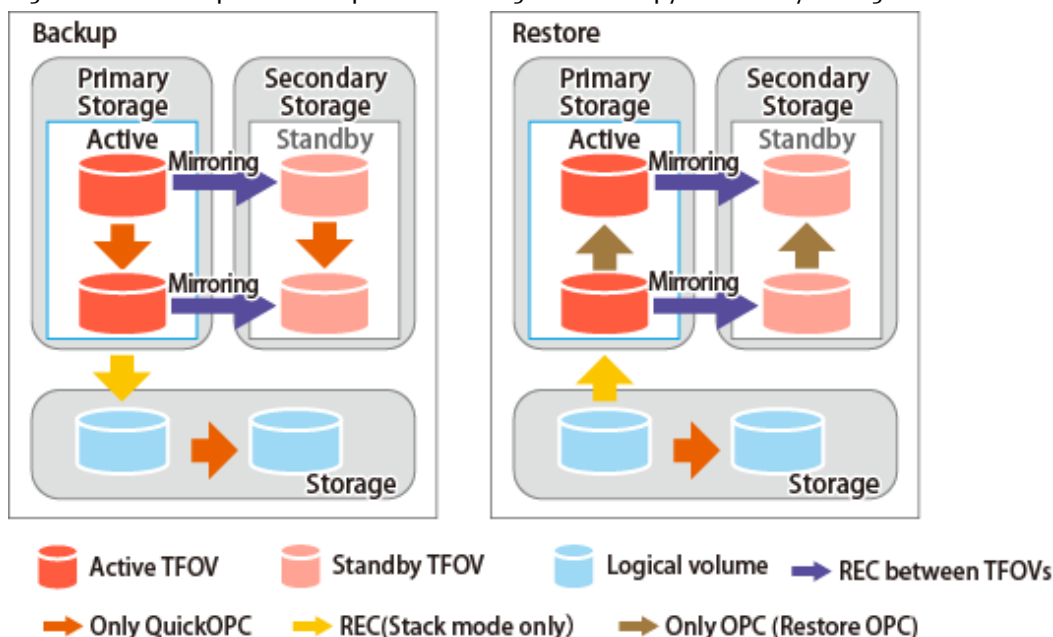 Backup
Primary Storage
Secondary Storage
Active
Standby
Mirroring
Mirroring
Storage
Restore
Primary Storage
Secondary Storage
Active
Standby
Mirroring
Mirroring
Storage
Active TFOV
Standby TFOV
Logical volume
REC between TFOVs
Only QuickOPC
REC(Stack mode only)
Only OPC (Restore OPC)